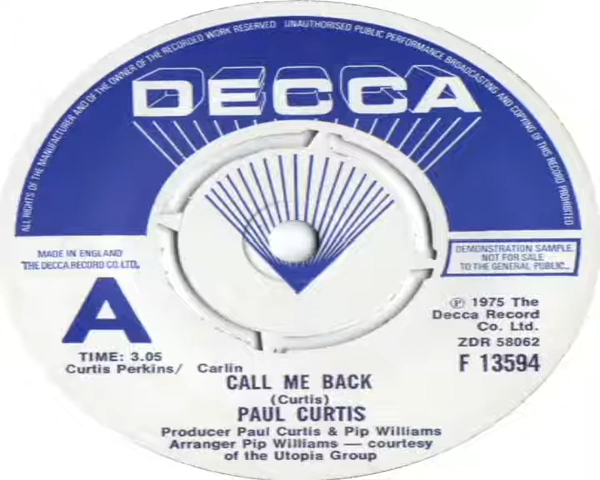 ALL RIGHTS OF THE MANUFACTURER AND OF THE OWNER OF THE RECORDED WORK RESERVED UNAUTHORISED PUBLIC PERFORMANCE BROADCASTING AND COPYING OF THIS RECORD PROHIBITED
DECCA
MADE IN ENGLAND
THE DECCA RECORD CO. LTD.
DEMONSTRATION SAMPLE
NOT FOR SALE
TO THE GENERAL PUBLIC
A
TIME: 3.05
Curtis Perkins/ Carlin
℗ 1975 The
Decca Record
Co. Ltd.
ZDR 58062
F 13594
CALL ME BACK
(Curtis)
PAUL CURTIS
Producer Paul Curtis & Pip Williams
Arranger Pip Williams — courtesy
of the Utopia Group